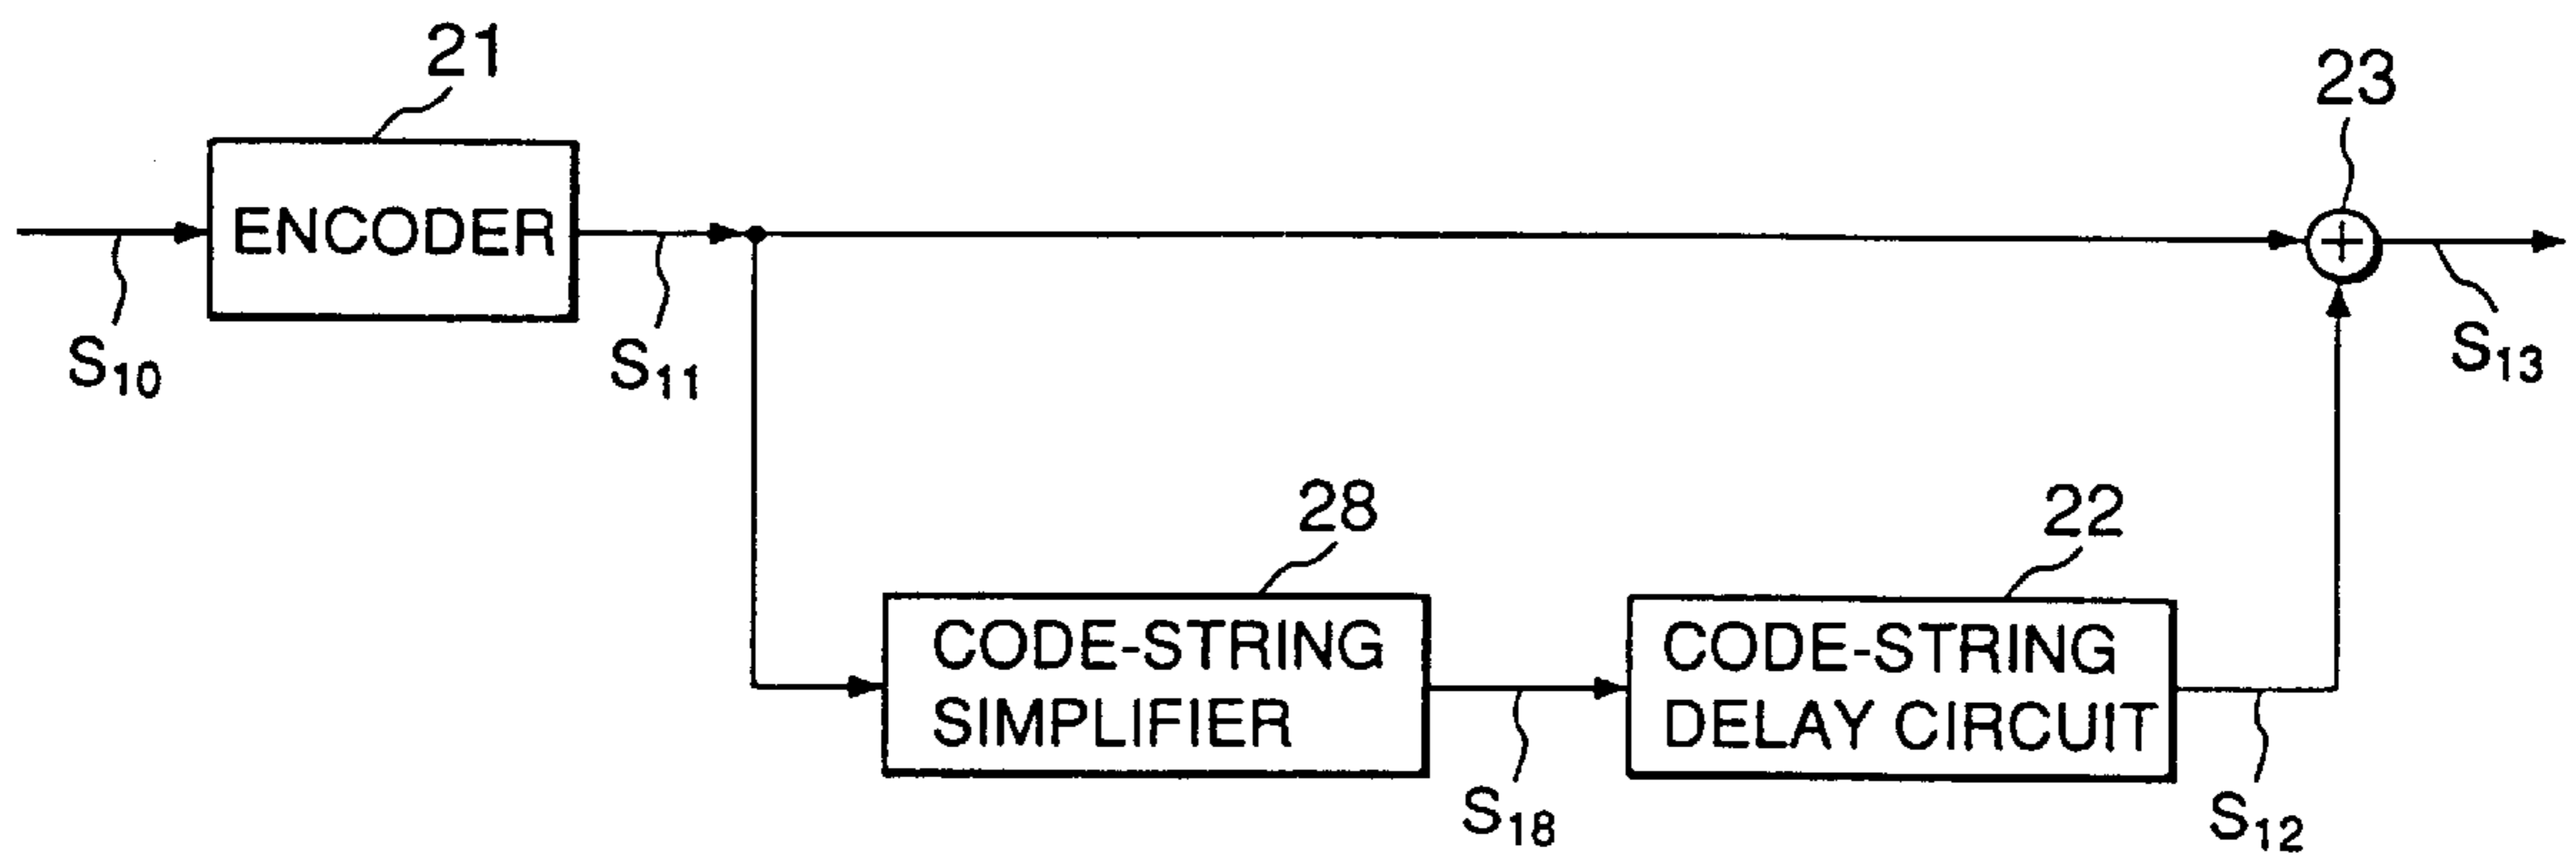 21
23
ENCODER
S10
S11
S13
28
22
CODE-STRING
SIMPLIFIER
CODE-STRING
DELAY CIRCUIT
S18
S12